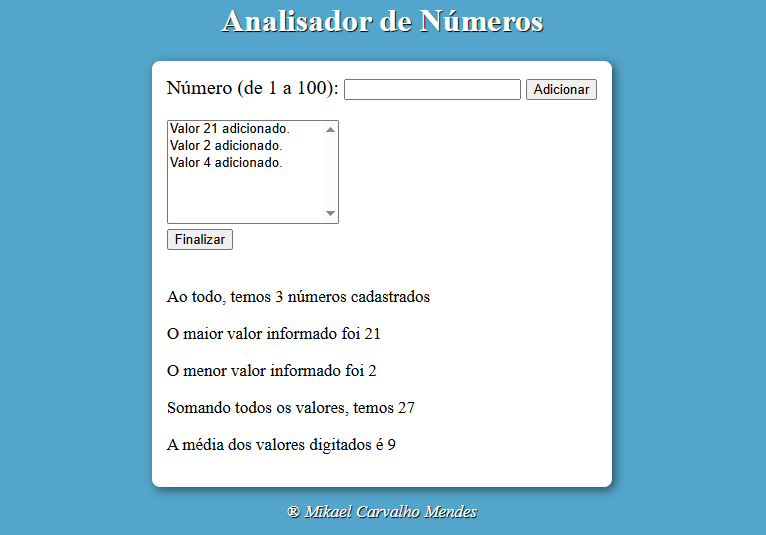 Analisador de Números
Número (de 1 a 100): Adicionar
Valor 21 adicionado.
Valor 2 adicionado.
Valor 4 adicionado.
Finalizar
Ao todo, temos 3 números cadastrados
O maior valor informado foi 21
O menor valor informado foi 2
Somando todos os valores, temos 27
A média dos valores digitados é 9
® Mikael Carvalho Mendes